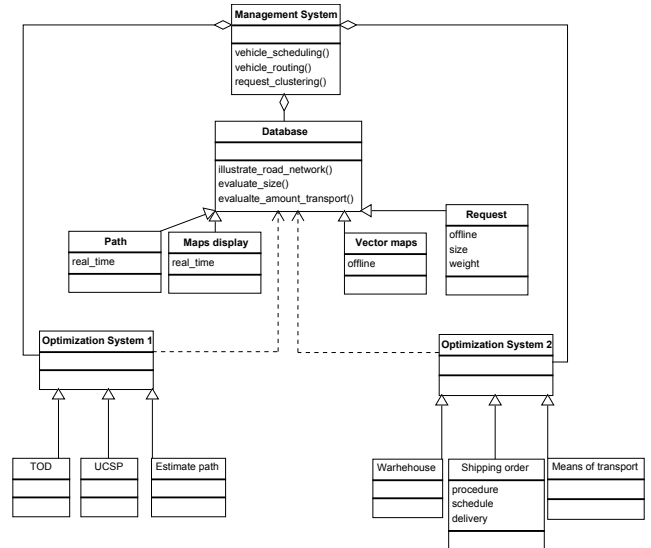 Management System
vehicle_scheduling()
vehicle_routing()
request_clustering()
Database
illustrate_road_network()
evaluate_size()
evaluatte_amount_transport()
Path
real_time
Maps display
real_time
Vector maps
offline
Request
offline
size
weight
Optimization System 1
Optimization System 2
TOD
UCSP
Estimate path
Warhehouse
Shipping order
procedure
schedule
delivery
Means of transport